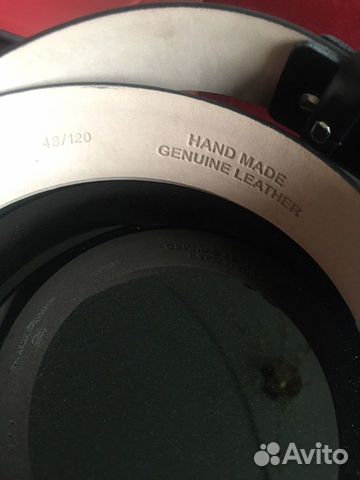 48/120
HAND MADE
GENUINE LEATHER
Avito